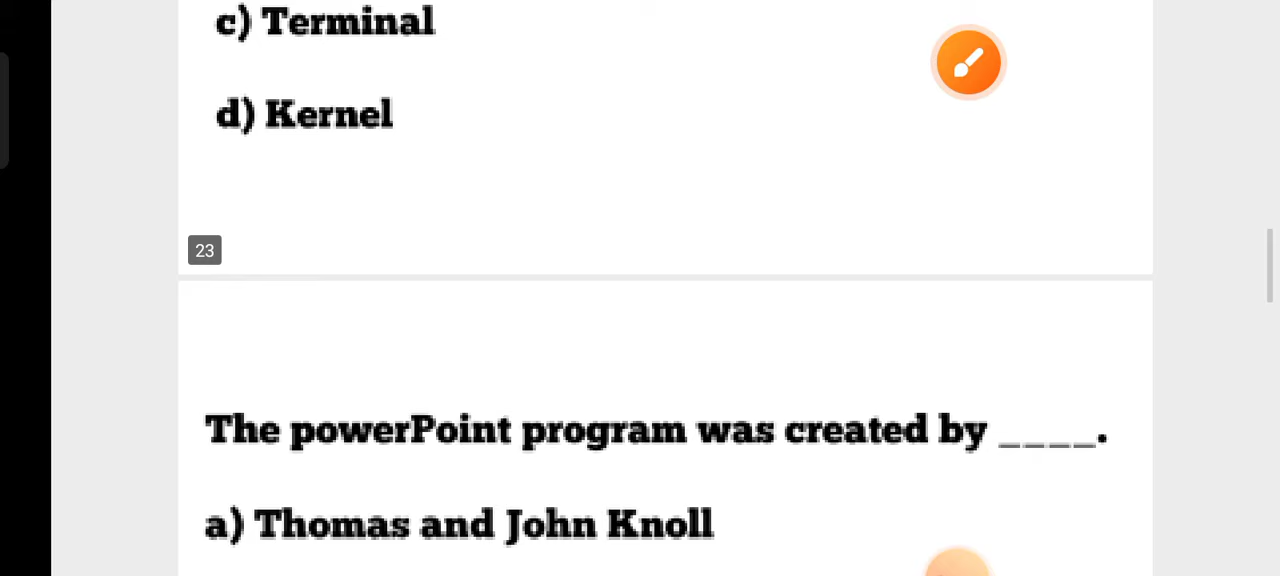 c) Terminal
d) Kernel
23
The powerPoint program was created by ____.
a) Thomas and John Knoll